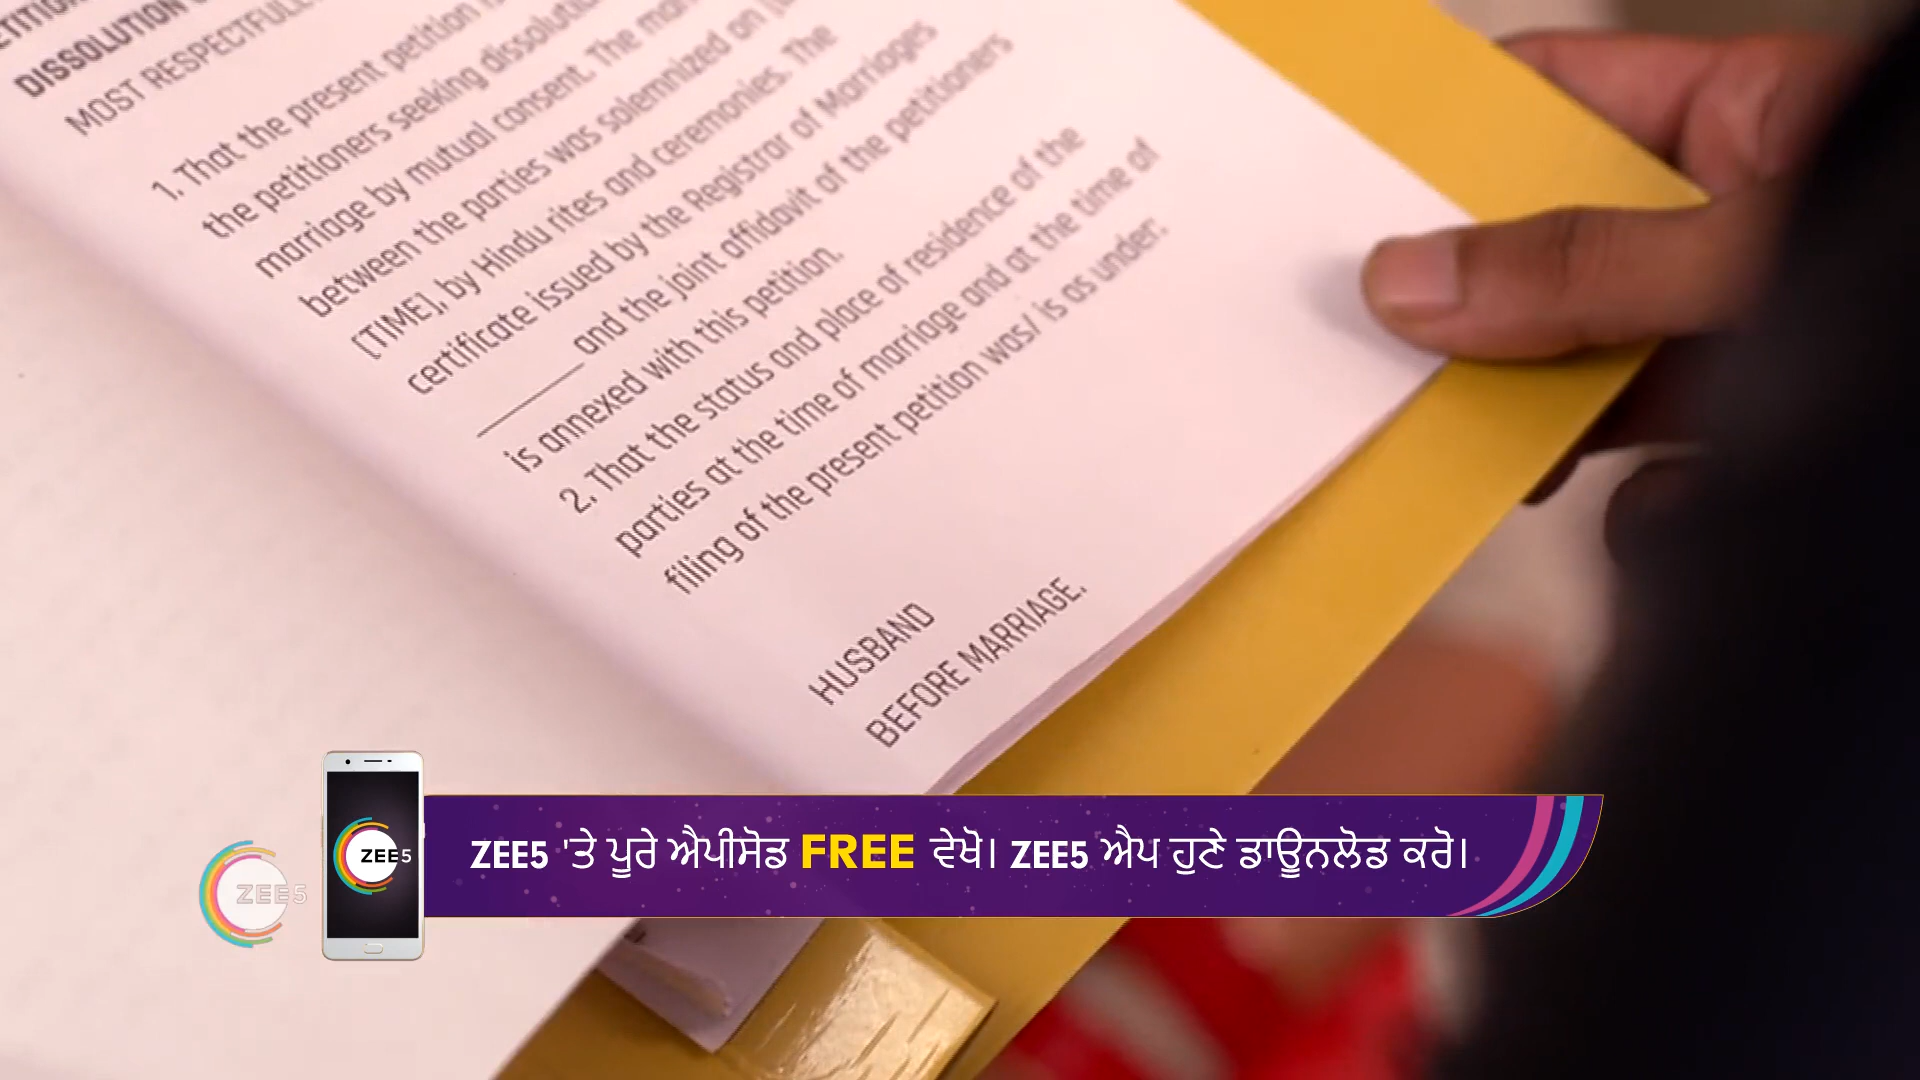 DISSOLUTION
MOST RESPECTFULL
1. That the present petition is
the petitioners seeking dissolution
marriage by mutual consent. The
between the parties was solemnized on
[TIME], by Hindu rites and ceremonies. The
certificate issued by the Registrar of Marriages
________ and the joint affidavit of the petitioners
is annexed with this petition.
2. That the status and place of residence of the
parties at the time of marriage and at the time of
filing of the present petition was/ is as under:
HUSBAND
BEFORE MARRIAGE.
ZEE5
ZEE5
ZEE5 'ਤੇ ਪੂਰੇ ਐਪੀਸੋਡ FREE ਵੇਖੋ। ZEE5 ਐਪ ਹੁਣੇ ਡਾਊਨਲੋਡ ਕਰੋ।